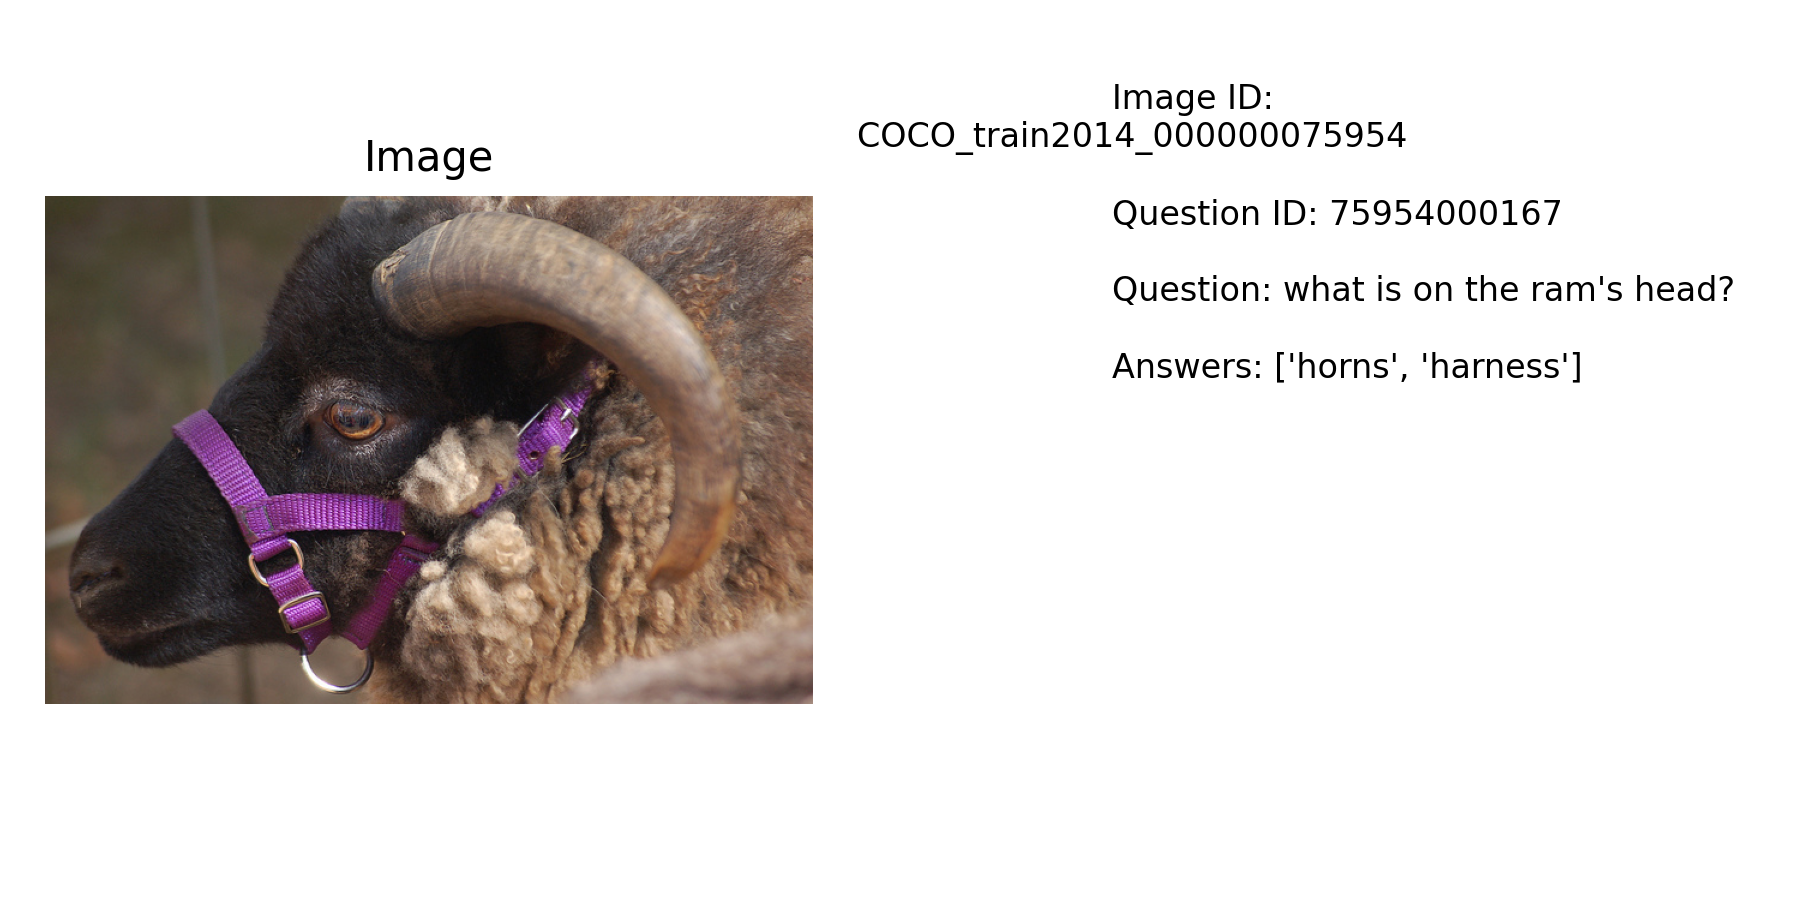 Image
Image ID:
COCO_train2014_000000075954
Question ID: 75954000167
Question: what is on the ram's head?
Answers: ['horns', 'harness']